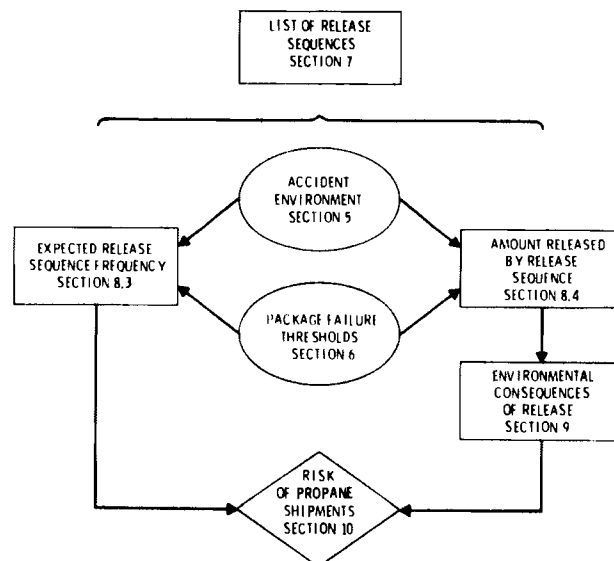 LIST OF RELEASE
SEQUENCES
SECTION 7
ACCIDENT
ENVIRONMENT
SECTION 5
EXPECTED RELEASE
SEQUENCE FREQUENCY
SECTION 8.3
AMOUNT RELEASED
BY RELEASE
SEQUENCE
SECTION 8.4
PACKAGE FAILURE
THRESHOLDS
SECTION 6
ENVIRONMENTAL
CONSEQUENCES
OF RELEASE
SECTION 9
RISK
OF PROPANE
SHIPMENTS
SECTION 10